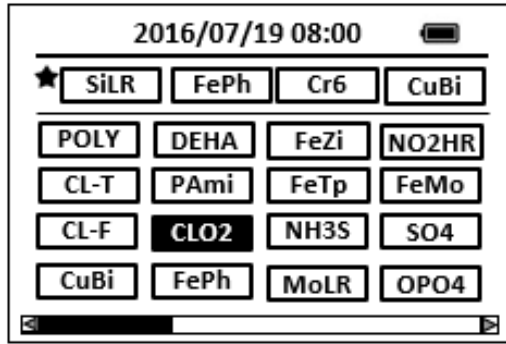 2016/07/19 08:00
SiLR FePh Cr6 CuBi
POLY DEHA FeZi NO2HR
CL-T PAmi FeTp FeMo
CL-F CLO2 NH3S SO4
CuBi FePh MoLR OPO4